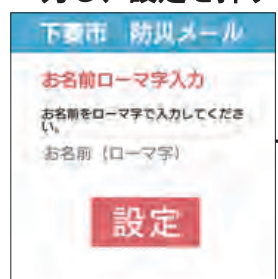 下妻市 防災メール
お名前ローマ字入力
お名前をローマ字で入力してくださ
い。
お名前（ローマ字）
設定